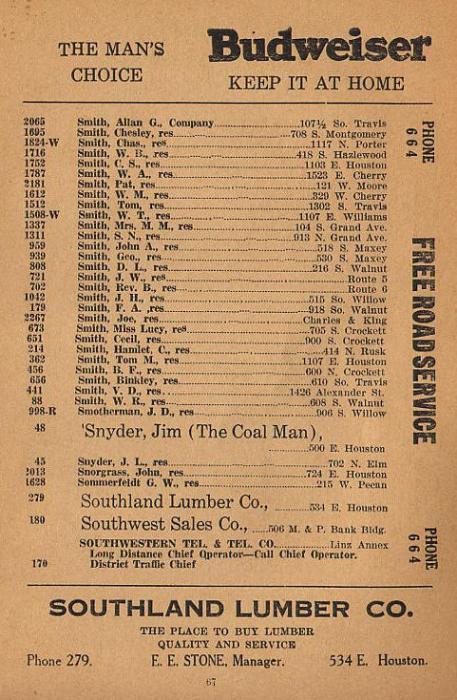 THE MAN'S
CHOICE
Budweiser
KEEP IT AT HOME
2065 Smith, Allan G., Company 107½ So. Travis
1695 Smith, Chesley, res 708 S. Montgomery
1824-W Smith, Chas., res 1117 N. Porter
1716 Smith, W. B., res 418 S. Hazlewood
1752 Smith, C. S., res 1103 E. Houston
1787 Smith, W. A., res 1523 E. Cherry
2181 Smith, Pat, res 121 W. Moore
1612 Smith, W. M., res 329 W. Cherry
1512 Smith, Tom, res 1302 S. Travis
1508-W Smith, W. T., res 1107 E. Williams
1337 Smith, Mrs. M. M., res 104 S. Grand Ave.
1311 Smith, S. N., res 913 N. Grand Ave.
959 Smith, John A., res 518 S. Maxey
939 Smith, Geo., res 530 S. Maxey
808 Smith, D. L., res 216 S. Walnut
721 Smith, J. W., res Route 5
702 Smith, Rev. B., res Route 6
1042 Smith, J. H., res 515 So. Willow
179 Smith, F. A., res 918 So. Walnut
2267 Smith, Joe, res Charles & King
673 Smith, Miss Lucy, res 705 S. Crockett
651 Smith, Cecil, res 900 S. Crockett
214 Smith, Hamlet, C., res 414 N. Rusk
362 Smith, Tom M., res 1107 E. Houston
456 Smith, B. F., res 600 N. Crockett
656 Smith, Binkley, res 610 So. Travis
441 Smith, V. D., res 1426 Alexander St.
88 Smith, W. R., res 608 S. Walnut
998-R Smotherman, J. D., res 906 S. Willow
48 Snyder, Jim (The Coal Man),
500 E. Houston
45 Snyder, J. L., res 702 N. Elm
2013 Snorgrass, John, res 724 E. Houston
1628 Sommerfeldt G. W., res 215 W. Pecan
279 Southland Lumber Co., 534 E. Houston
180 Southwest Sales Co., 506 M. & P. Bank Bldg.
SOUTHWESTERN TEL. & TEL. CO. Linz Annex
Long Distance Chief Operator—Call Chief Operator.
170 District Traffic Chief
PHONE
664
FREE ROAD SERVICE
PHONE
664
SOUTHLAND LUMBER CO.
THE PLACE TO BUY LUMBER
QUALITY AND SERVICE
Phone 279. E. E. STONE, Manager. 534 E. Houston.
67